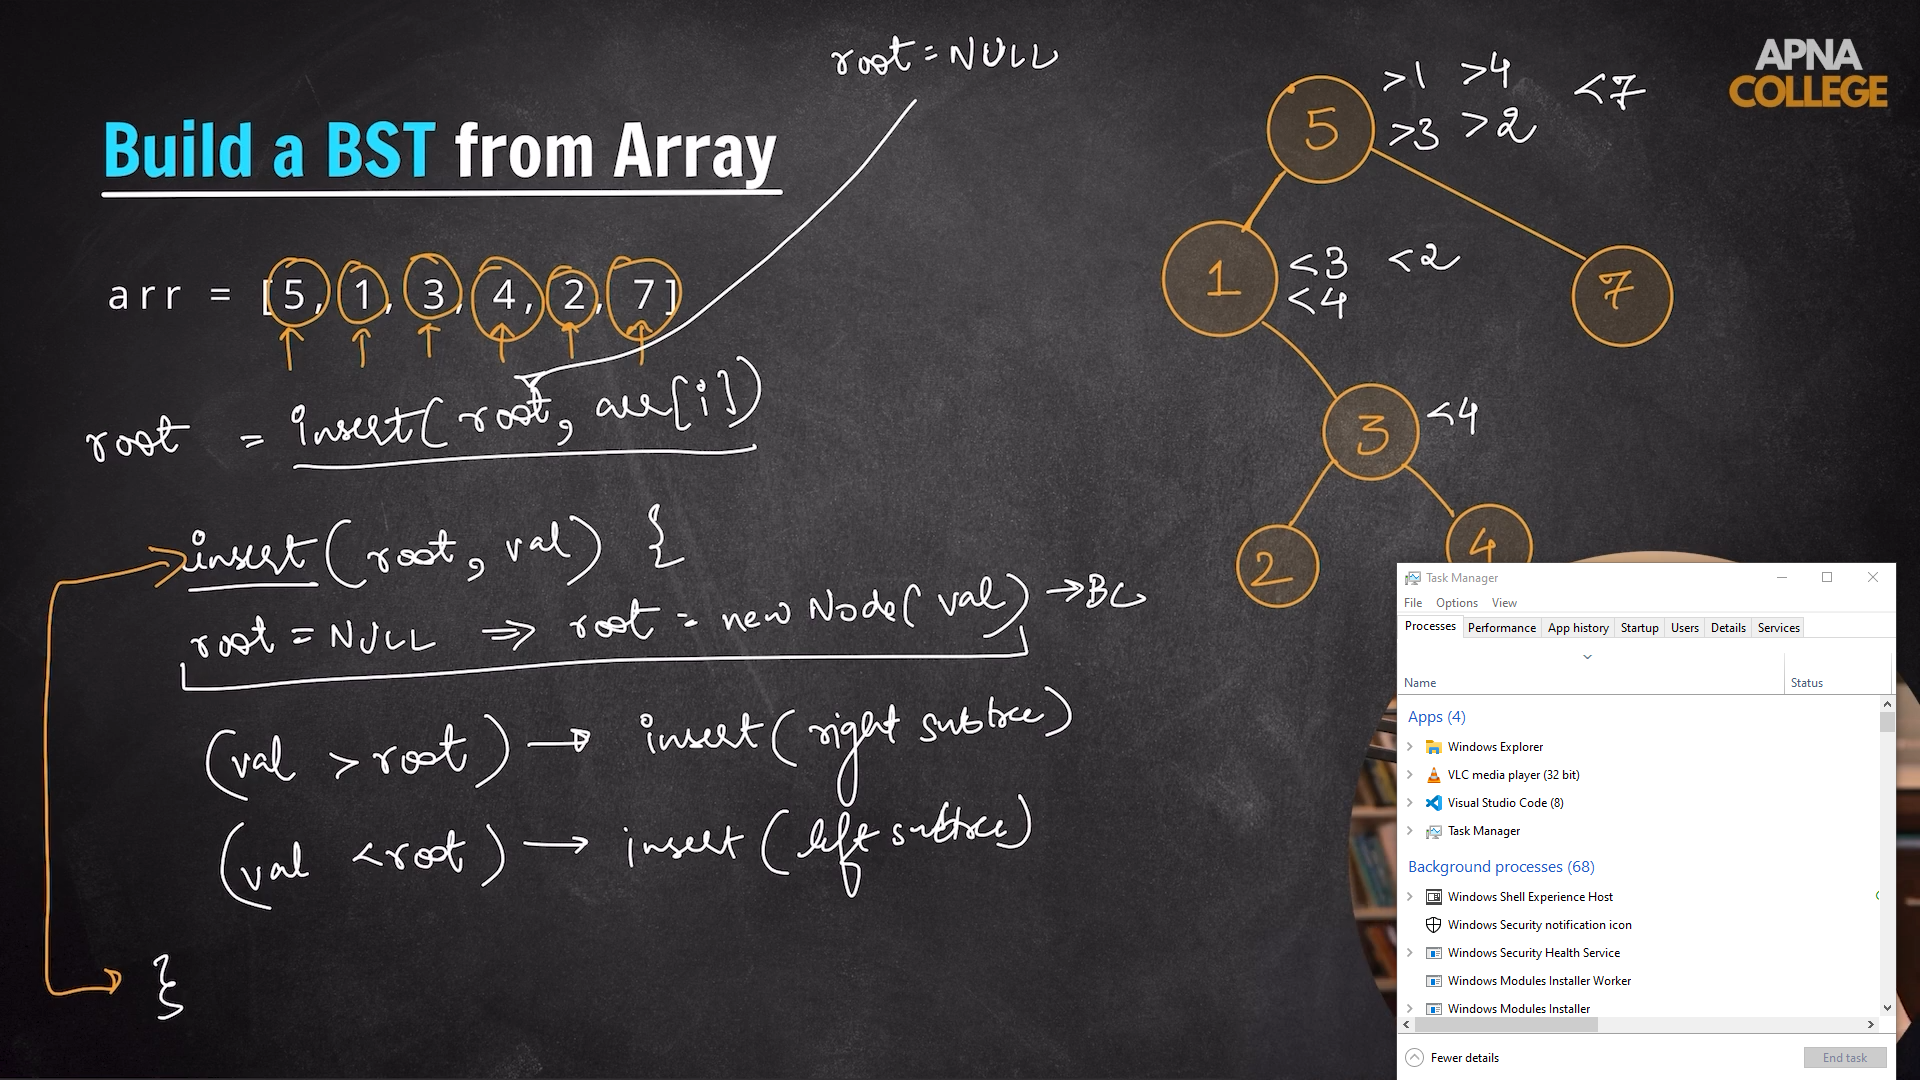 root = NULL
APNA
COLLEGE
Build a BST from Array
arr = [5, 1, 3, 4, 2, 7]
root = insert(root, arr[i])
insert(root, val) {
root = NULL ⇒ root = new Node(val) → BC
(val > root) → insert(right subtree)
(val < root) → insert(left subtree)
}
5
>1 >4 <7
>3 >2
1
<3 <2
<4
7
3
<4
2
4
Task Manager
File Options View
Processes Performance App history Startup Users Details Services
Name Status
Apps (4)
Windows Explorer
VLC media player (32 bit)
Visual Studio Code (8)
Task Manager
Background processes (68)
Windows Shell Experience Host
Windows Security notification icon
Windows Security Health Service
Windows Modules Installer Worker
Windows Modules Installer
Fewer details End task